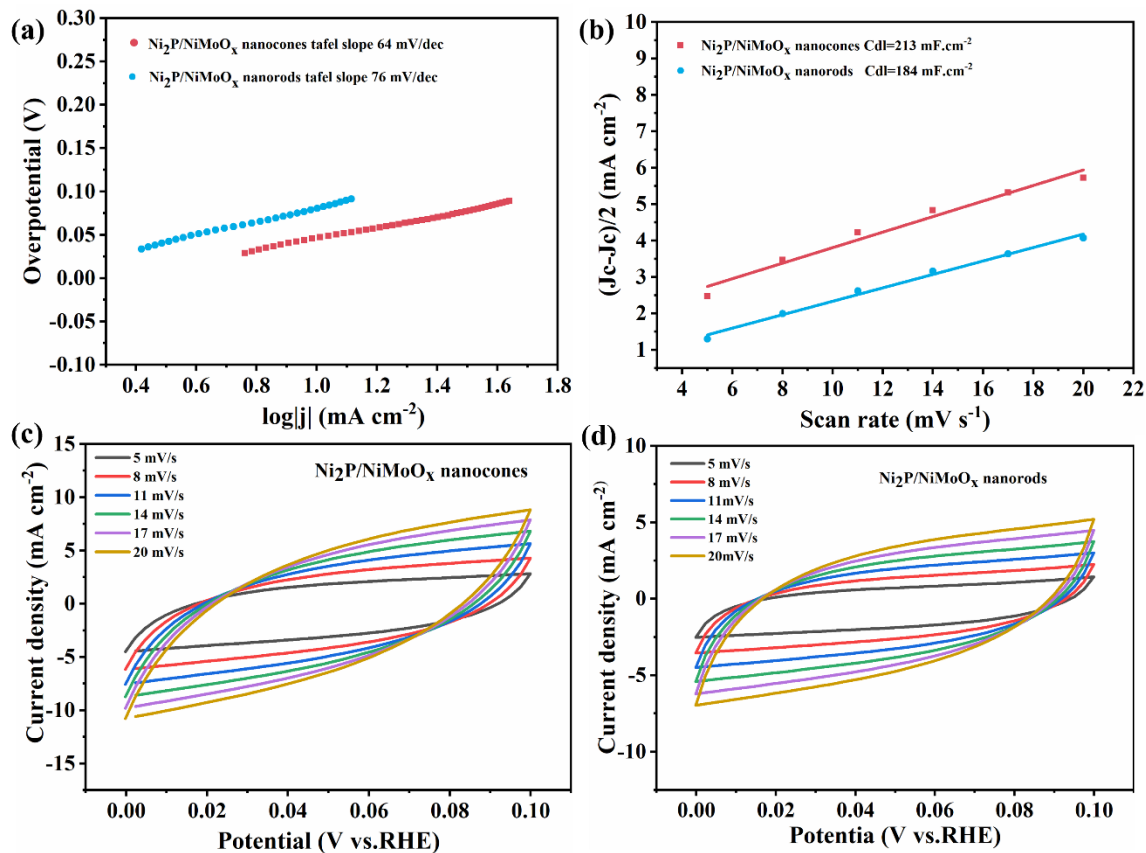 (a)
Ni₂P/NiMoOₓ nanocones tafel slope 64 mV/dec
Ni₂P/NiMoOₓ nanorods tafel slope 76 mV/dec
Overpotential (V)
0.30
0.25
0.20
0.15
0.10
0.05
0.00
-0.05
-0.10
0.4 0.6 0.8 1.0 1.2 1.4 1.6 1.8
log|j| (mA cm⁻²)
(b)
Ni₂P/NiMoOₓ nanocones Cdl=213 mF.cm⁻²
Ni₂P/NiMoOₓ nanorods Cdl=184 mF.cm⁻²
(Jc-Jc)/2 (mA cm⁻²)
10
9
8
7
6
5
4
3
2
1
4 6 8 10 12 14 16 18 20 22
Scan rate (mV s⁻¹)
(c)
5 mV/s
8 mV/s
11 mV/s
14 mV/s
17 mV/s
20 mV/s
Ni₂P/NiMoOₓ nanocones
Current density (mA cm⁻²)
15
10
5
0
-5
-10
-15
0.00 0.02 0.04 0.06 0.08 0.10
Potential (V vs.RHE)
(d)
5 mV/s
8 mV/s
11mV/s
14 mV/s
17 mV/s
20mV/s
Ni₂P/NiMoOₓ nanorods
Current density (mA cm⁻²⁾
10
5
0
-5
-10
0.00 0.02 0.04 0.06 0.08 0.10
Potentia (V vs.RHE)